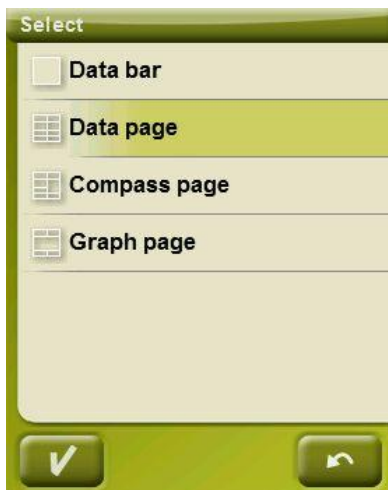 Select
Data bar
Data page
Compass page
Graph page